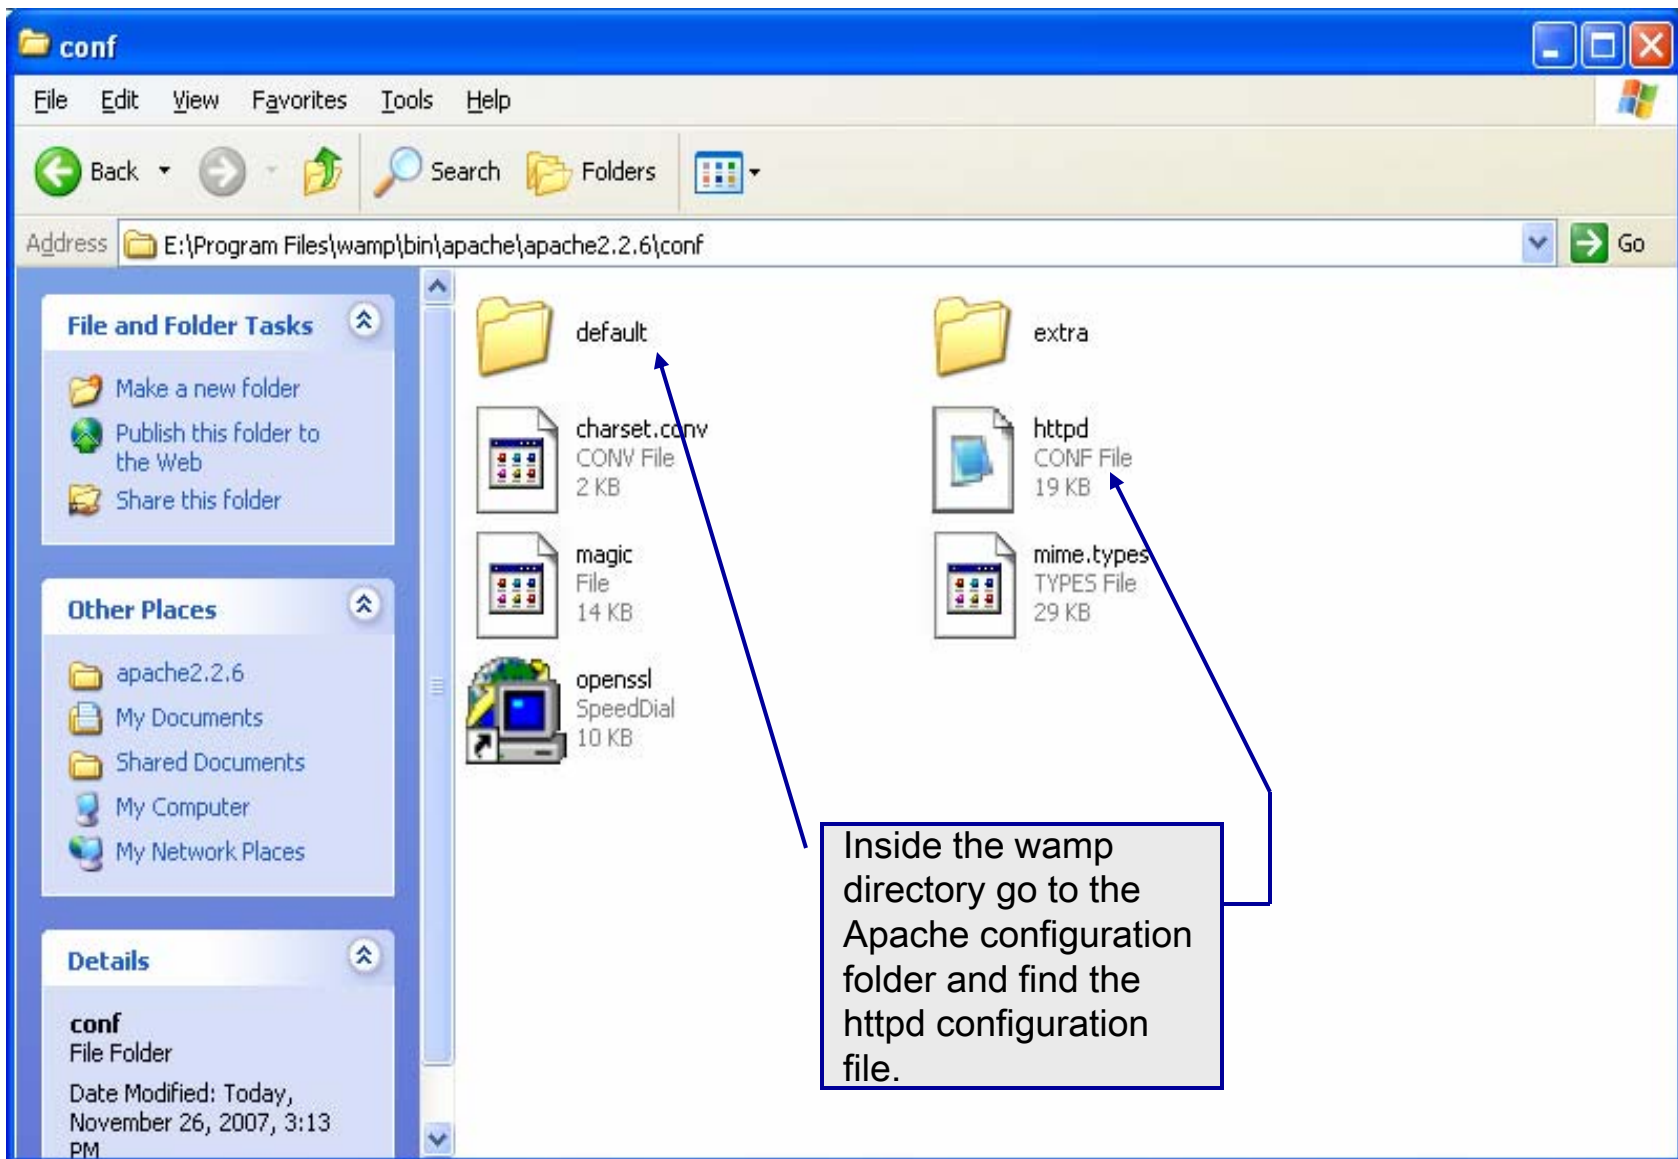 conf
File Edit View Favorites Tools Help
Back Search Folders
Address E:\Program Files\wamp\bin\apache\apache2.2.6\conf Go
File and Folder Tasks
Make a new folder
Publish this folder to
the Web
Share this folder
Other Places
apache2.2.6
My Documents
Shared Documents
My Computer
My Network Places
Details
conf
File Folder
Date Modified: Today,
November 26, 2007, 3:13
PM
default
extra
charset.conv
CONV File
2 KB
httpd
CONF File
19 KB
magic
File
14 KB
mime.types
TYPES File
29 KB
openssl
SpeedDial
10 KB
Inside the wamp
directory go to the
Apache configuration
folder and find the
httpd configuration
file.